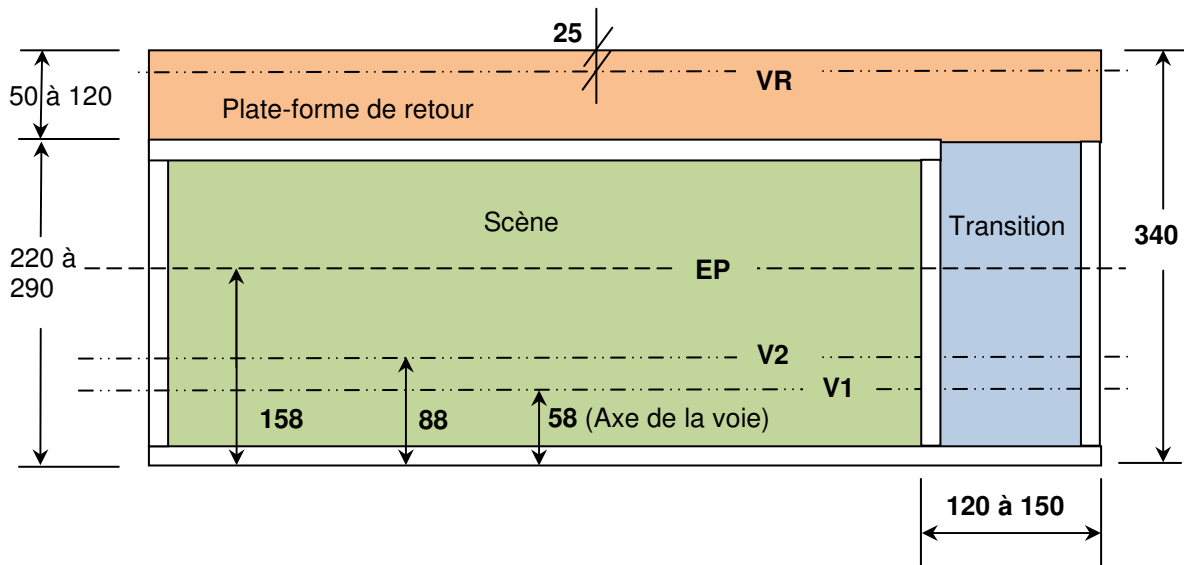 25
VR
50 à 120
Plate-forme de retour
Scène
Transition
340
220 à
290
EP
V2
V1
158
88
58 (Axe de la voie)
120 à 150